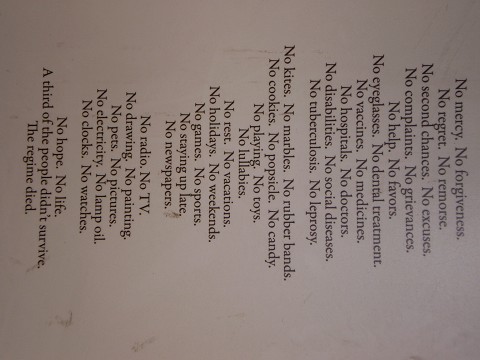 No mercy. No forgiveness.
No regret. No remorse.
No second chances. No excuses.
No complaints. No grievances.
No help. No favors.
No eyeglasses. No dental treatment.
No vaccines. No medicines.
No hospitals. No doctors.
No disabilities. No social diseases.
No tuberculosis. No leprosy.
No kites. No marbles. No rubber bands.
No cookies. No popsicle. No candy.
No playing. No toys.
No lullabies.
No rest. No vacations.
No holidays. No weekends.
No games. No sports.
No staying up late.
No newspapers.
No radio. No TV.
No drawing. No painting.
No pets. No pictures.
No electricity. No lamp oil.
No clocks. No watches.
No hope. No life.
A third of the people didn't survive.
The regime died.